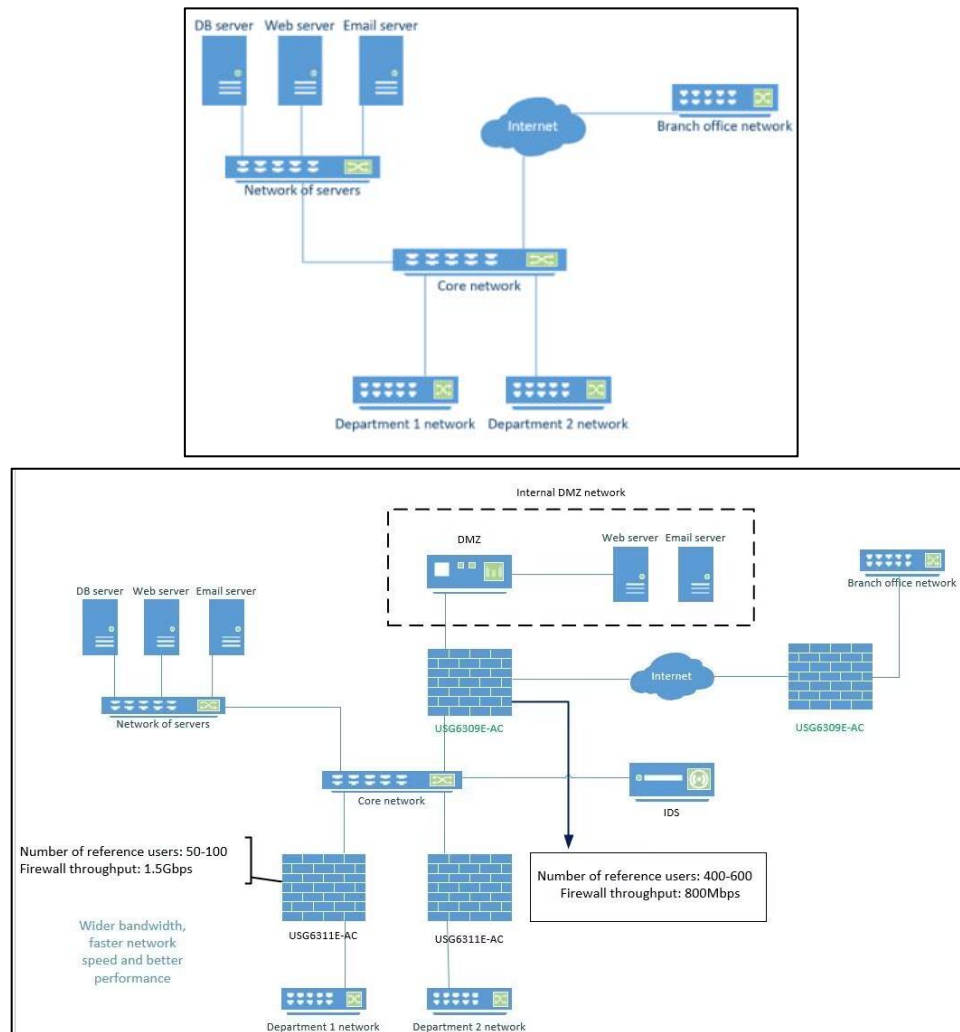 DB server Web server Email server
Internet
Branch office network
Network of servers
Core network
Department 1 network Department 2 network
Internal DMZ network
DMZ
Web server Email server
Branch office network
DB server Web server Email server
Internet
Network of servers
USG6309E-AC
USG6309E-AC
Core network
IDS
Number of reference users: 50-100
Firewall throughput: 1.5Gbps
Number of reference users: 400-600
Firewall throughput: 800Mbps
Wider bandwidth,
faster network
speed and better
performance
USG6311E-AC
USG6311E-AC
Department 1 network
Department 2 network